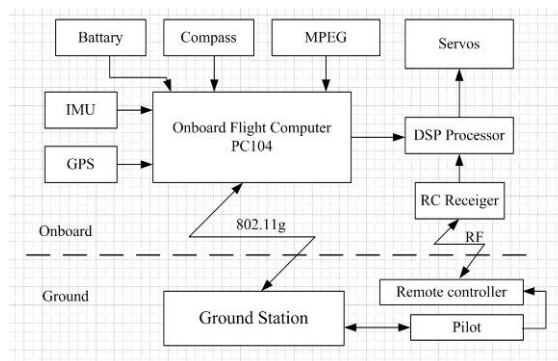 Battary
Compass
MPEG
Servos
IMU
Onboard Flight Computer
PC104
DSP Processor
GPS
RC Receiger
802.11g
RF
Onboard
Ground
Remote controller
Ground Station
Pilot